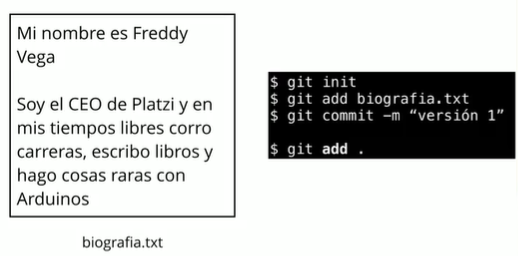 Mi nombre es Freddy
Vega
Soy el CEO de Platzi y en
mis tiempos libres corro
carreras, escribo libros y
hago cosas raras con
Arduinos
biografia.txt
$ git init
$ git add biografia.txt
$ git commit –m “versión 1”
$ git add .